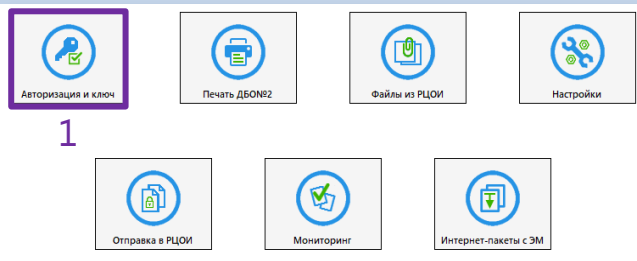 Авторизация и ключ
Печать ДБО№2
Файлы из РЦОИ
Настройки
1
Отправка в РЦОИ
Мониторинг
Интернет-пакеты с ЭМ